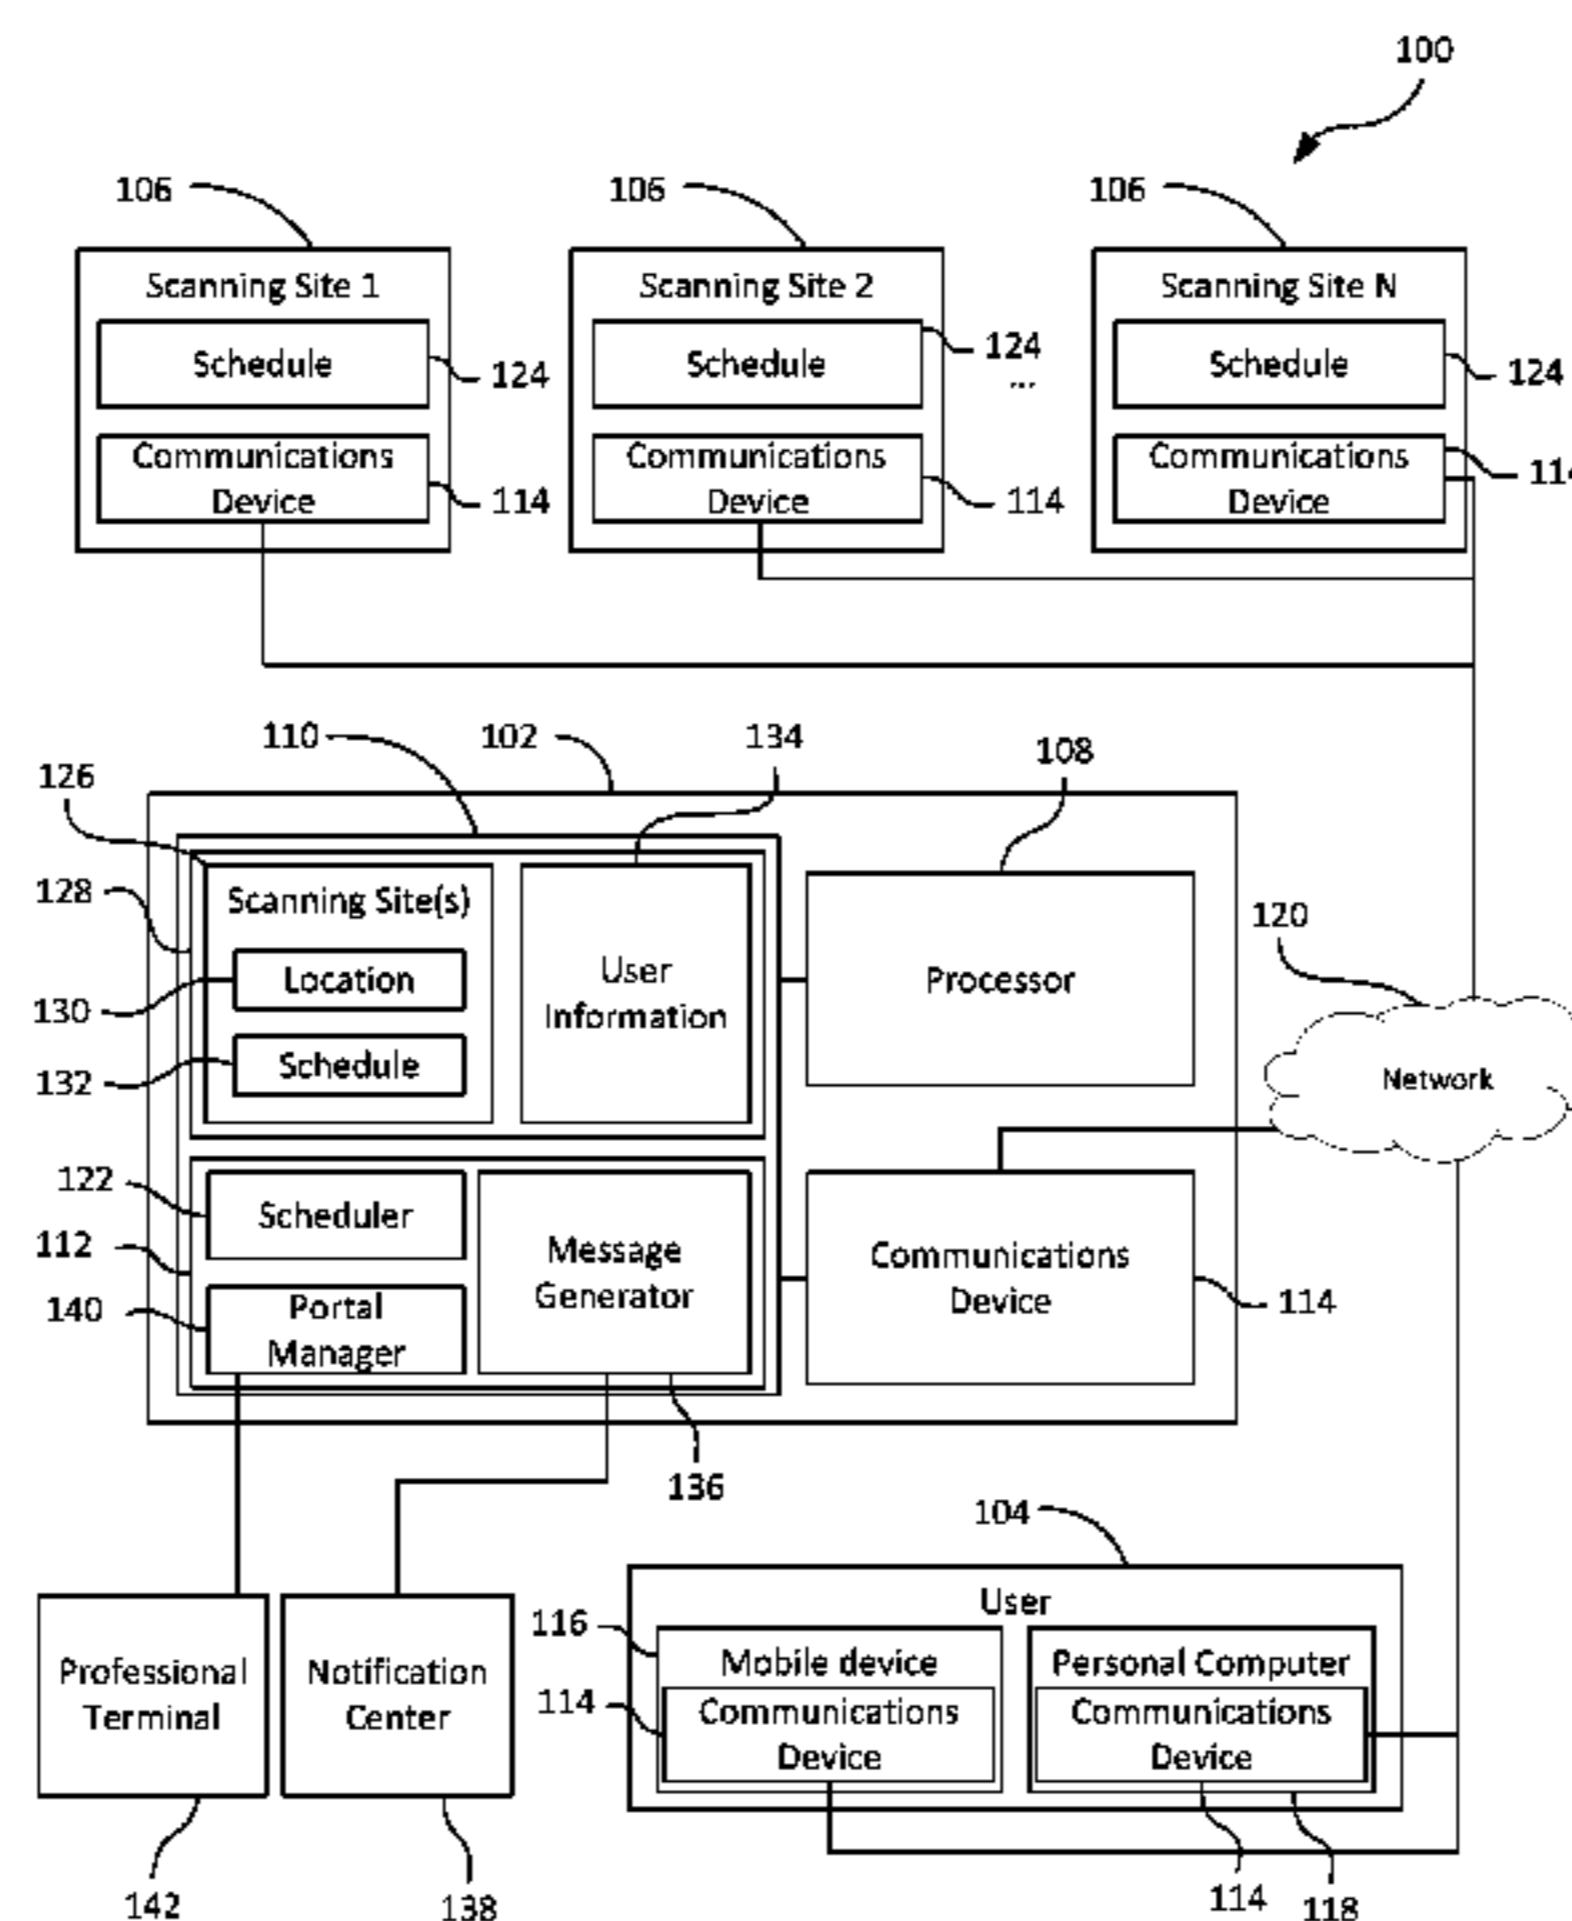 100
106
106
106
Scanning Site 1
Scanning Site 2
Scanning Site N
Schedule
124
Schedule
124
...
Schedule
124
Communications
Device
114
Communications
Device
114
Communications
Device
114
110
102
134
108
126
128
Scanning Site(s)
Location
130
Schedule
132
User
Information
Processor
120
Network
122
Scheduler
112
140
Portal
Manager
Message
Generator
Communications
Device
114
136
104
User
116
Mobile device
114
Communications
Device
Personal Computer
Communications
Device
Professional
Terminal
Notification
Center
142
138
114
118